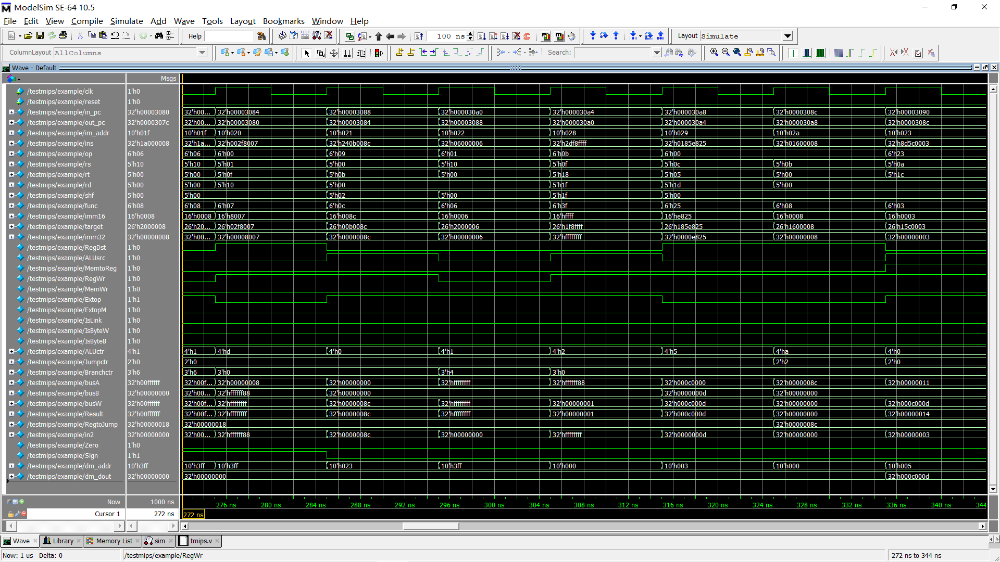 ModelSim SE-64 10.5
File Edit View Compile Simulate Add Wave Tools Layout Bookmarks Window Help
Help 100 ns Layout Simulate
ColumnLayout AllColumns Search:
Wave - Default
Msgs
/testmips/example/clk 1'h0
/testmips/example/reset 1'h0
/testmips/example/in_pc 32'h00003080 32'h00... 32'h00003084 32'h00003088 32'h000030a0 32'h000030a4 32'h000030a8 32'h0000308c 32'h00003090
/testmips/example/out_pc 32'h0000307c 32'h00... 32'h00003080 32'h00003084 32'h00003088 32'h000030a0 32'h000030a4 32'h000030a8 32'h0000308c
/testmips/example/im_addr 10'h01f 10'h01f 10'h020 10'h021 10'h022 10'h028 10'h029 10'h02a 10'h023
/testmips/example/ins 32'h1a000008 32'h1a... 32'h002f8007 32'h240b008c 32'h06000006 32'h2df8ffff 32'h0185e825 32'h01600008 32'h8d5c0003
/testmips/example/op 6'h06 6'h06 6'h00 6'h09 6'h01 6'h0b 6'h00 6'h23
/testmips/example/rs 5'h10 5'h10 5'h01 5'h00 5'h10 5'h0f 5'h0c 5'h0b 5'h0a
/testmips/example/rt 5'h00 5'h00 5'h0f 5'h0b 5'h00 5'h18 5'h05 5'h00 5'h1c
/testmips/example/rd 5'h00 5'h00 5'h10 5'h00 5'h1f 5'h1d 5'h00
/testmips/example/shf 5'h00 5'h00 5'h02 5'h00 5'h1f 5'h00
/testmips/example/func 6'h08 6'h08 6'h07 6'h0c 6'h06 6'h3f 6'h25 6'h08 6'h03
/testmips/example/imm16 16'h0008 16'h0008 16'h8007 16'h008c 16'h0006 16'hffff 16'he825 16'h0008 16'h0003
/testmips/example/target 26'h2000008 26'h20... 26'h02f8007 26'h00b008c 26'h2000006 26'h1f8ffff 26'h185e825 26'h1600008 26'h15c0003
/testmips/example/imm32 32'h00000008 32'h00... 32'h00008007 32'h0000008c 32'h00000006 32'hffffffff 32'h0000e825 32'h00000008 32'h00000003
/testmips/example/RegDst 1'h0
/testmips/example/ALUsrc 1'h0
/testmips/example/MemtoReg 1'h0
/testmips/example/RegWr 1'h0
/testmips/example/MemWr 1'h0
/testmips/example/Extop 1'h1
/testmips/example/ExtopM 1'h0
/testmips/example/IsLink 1'h0
/testmips/example/IsByteW 1'h0
/testmips/example/IsByteB 1'h0
/testmips/example/ALUctr 4'h1 4'h1 4'hd 4'h0 4'h1 4'h2 4'h5 4'ha 4'h0
/testmips/example/Jumpctr 2'h0 2'h0 2'h2 2'h0
/testmips/example/Branchctr 3'h6 3'h6 3'h0 3'h4 3'h0
/testmips/example/busA 32'h00ffffff 32'h00f... 32'h00000008 32'h00000000 32'hffffffff 32'hffffff88 32'h000c0000 32'h0000008c 32'h00000011
/testmips/example/busB 32'h00000000 32'h00... 32'hffffff88 32'h00000000 32'h0000000d 32'h00000000
/testmips/example/busW 32'h00ffffff 32'h00f... 32'hffffffff 32'h0000008c 32'hffffffff 32'h00000001 32'h000c000d 32'h00000000 32'h000c000d
/testmips/example/Result 32'h00ffffff 32'h00f... 32'hffffffff 32'h0000008c 32'hffffffff 32'h00000001 32'h000c000d 32'h00000000 32'h00000014
/testmips/example/RegtoJump 32'h00000018 32'h00000018 32'h0000008c
/testmips/example/in2 32'h00000000 32'h00... 32'hffffff88 32'h0000008c 32'h00000000 32'hffffffff 32'h0000000d 32'h00000000 32'h00000003
/testmips/example/Zero 1'h0
/testmips/example/Sign 1'h1
/testmips/example/dm_addr 10'h3ff 10'h3ff 10'h3ff 10'h023 10'h3ff 10'h000 10'h003 10'h000 10'h005
/testmips/example/dm_dout 32'h00000000 32'h00000000 32'h000c000d
Now 1000 ns 276 ns 280 ns 284 ns 288 ns 292 ns 296 ns 300 ns 304 ns 308 ns 312 ns 316 ns 320 ns 324 ns 328 ns 332 ns 336 ns 340 ns 344
Cursor 1 272 ns 272 ns
Wave Library Memory List sim tmips.v
Now: 1 us Delta: 0 /testmips/example/RegWr 272 ns to 344 ns